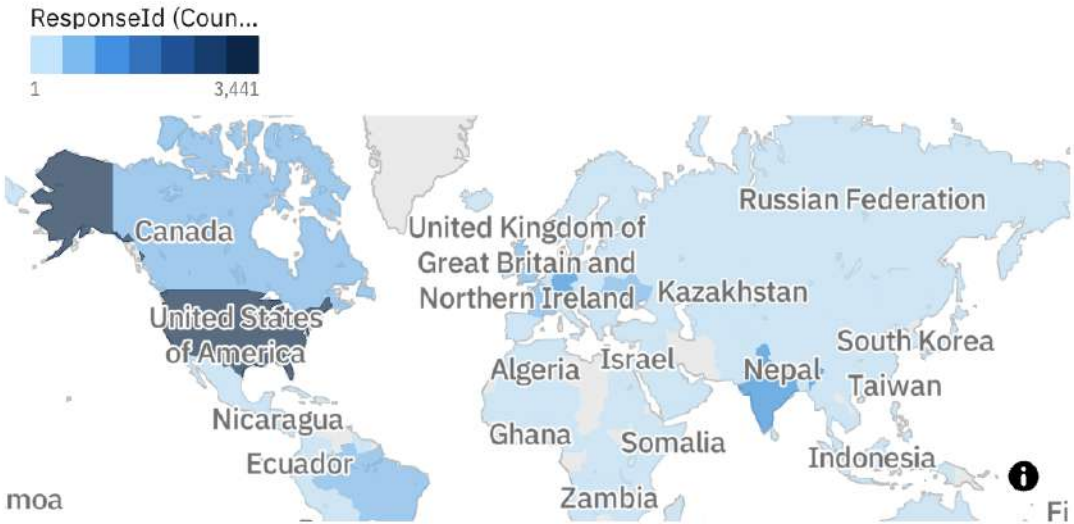 ResponseId (Coun...
1
3,441
Russian Federation
Canada
United Kingdom of
Great Britain and
Northern Ireland
Kazakhstan
United States
of America
South Korea
Algeria
Israel
Nepal
Taiwan
Nicaragua
Ghana
Somalia
Ecuador
Indonesia
moa
Zambia
Fi